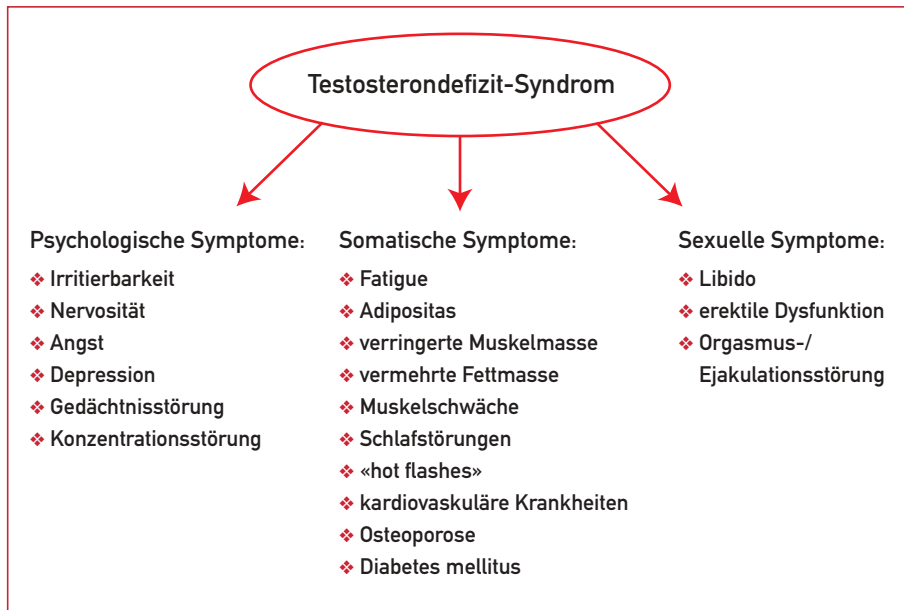 Testosterondefizit-Syndrom
Psychologische Symptome:
❖ Irritierbarkeit
❖ Nervosität
❖ Angst
❖ Depression
❖ Gedächtnisstörung
❖ Konzentrationsstörung
Somatische Symptome:
❖ Fatigue
❖ Adipositas
❖ verringerte Muskelmasse
❖ vermehrte Fettmasse
❖ Muskelschwäche
❖ Schlafstörungen
❖ «hot flashes»
❖ kardiovaskuläre Krankheiten
❖ Osteoporose
❖ Diabetes mellitus
Sexuelle Symptome:
❖ Libido
❖ erektile Dysfunktion
❖ Orgasmus-/
Ejakulationsstörung